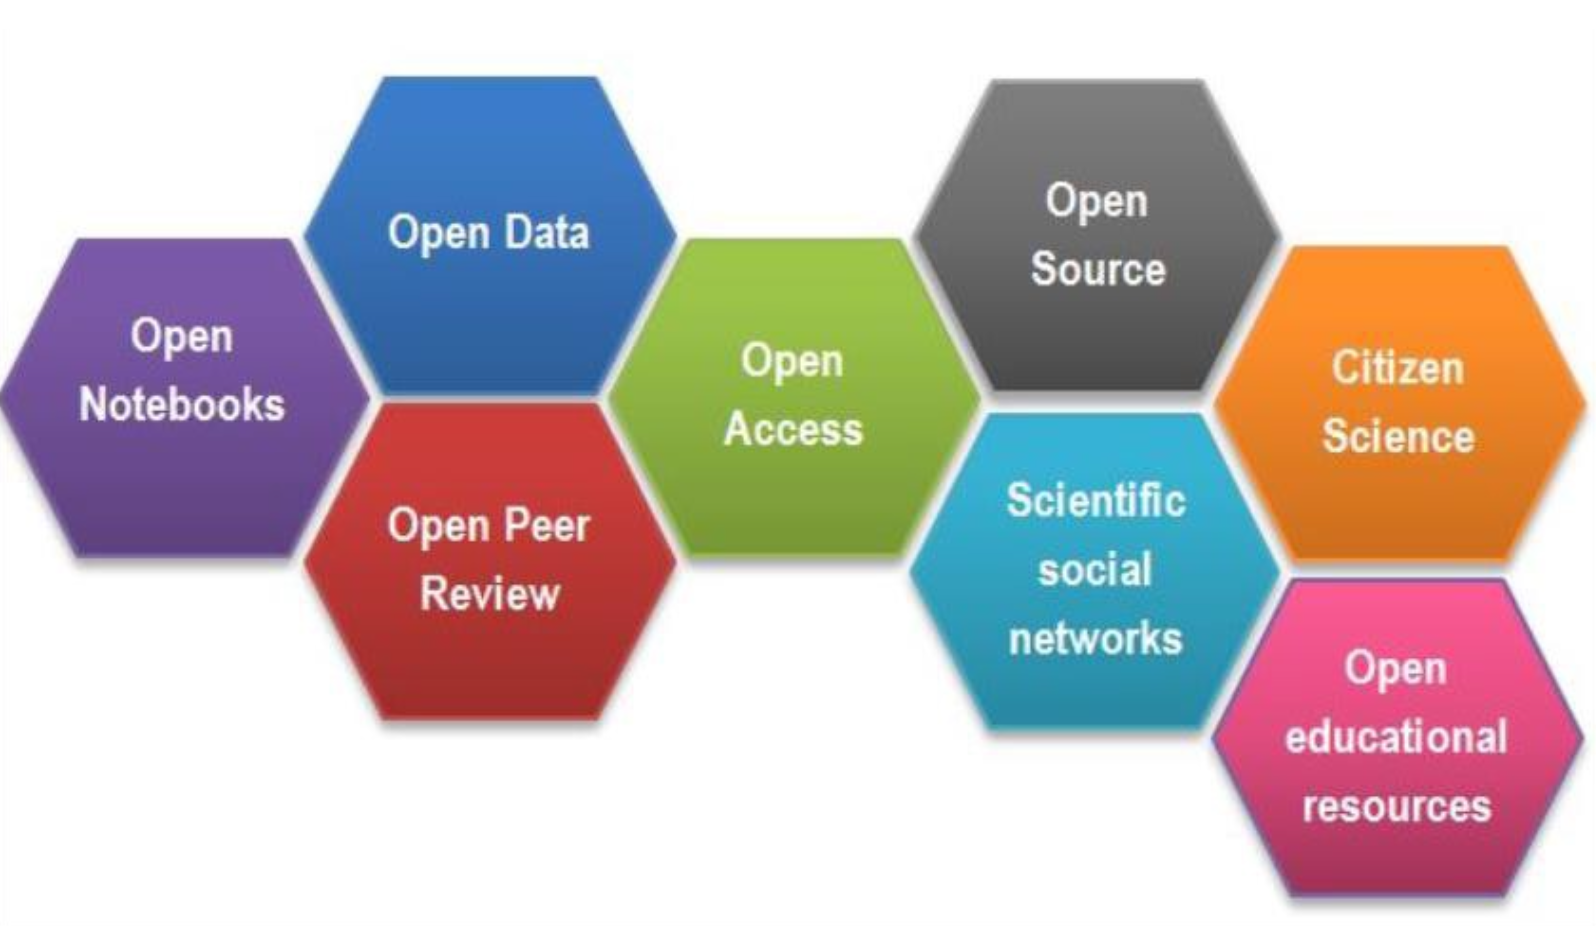 Open
Notebooks
Open Data
Open Peer
Review
Open
Access
Open
Source
Scientific
social
networks
Citizen
Science
Open
educational
resources